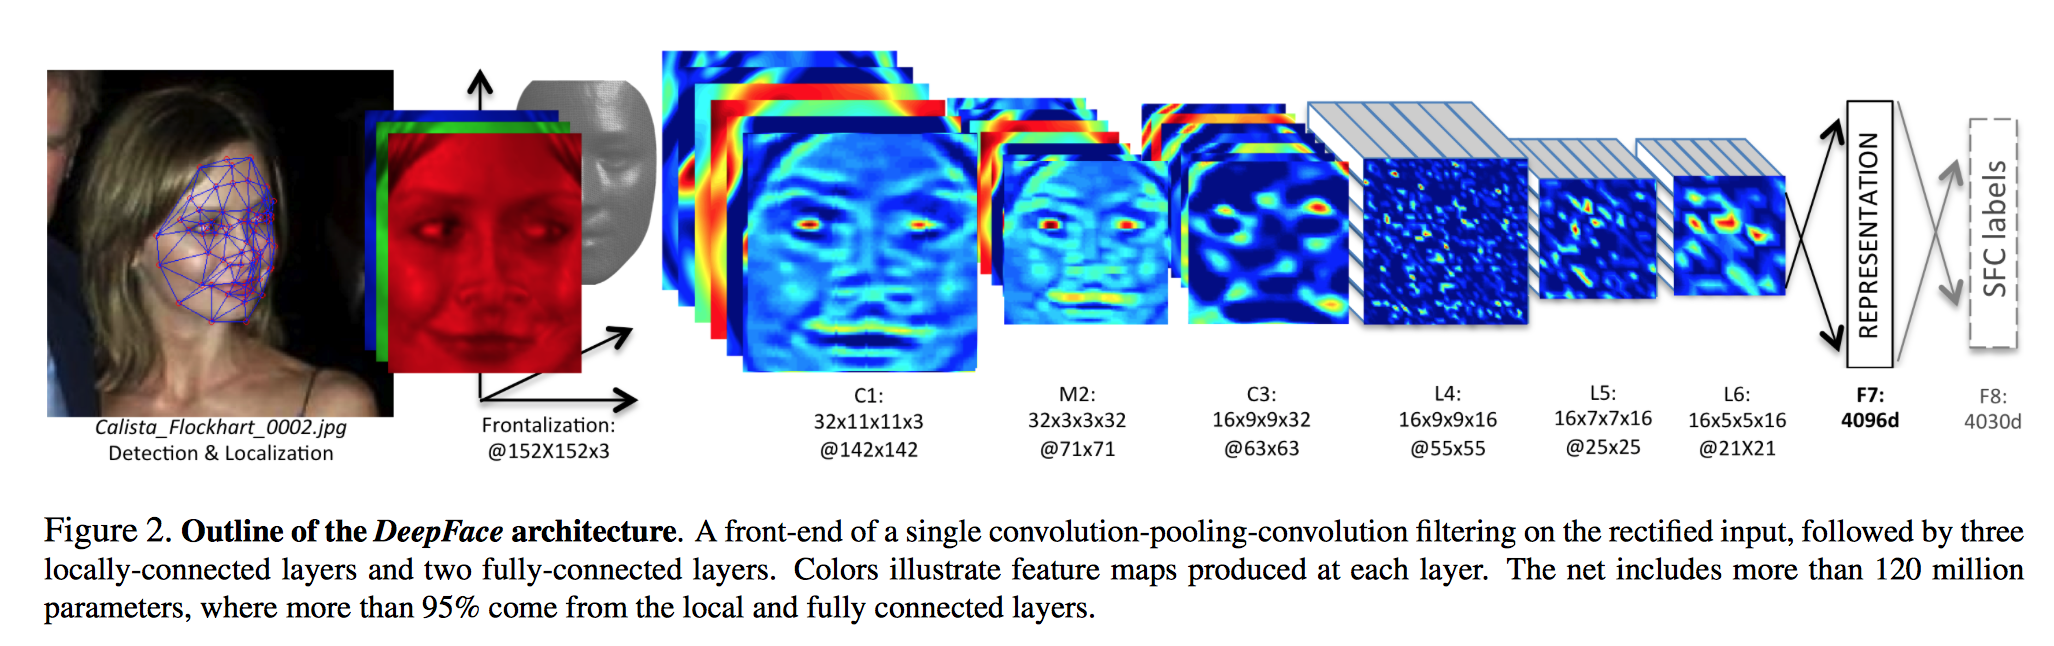 Calista_Flockhart_0002.jpg
Detection & Localization
Frontalization:
@152X152x3
C1:
32x11x11x3
@142x142
M2:
32x3x3x32
@71x71
C3:
16x9x9x32
@63x63
L4:
16x9x9x16
@55x55
L5:
16x7x7x16
@25x25
L6:
16x5x5x16
@21X21
REPRESENTATION
F7:
4096d
SFC labels
F8:
4030d
Figure 2. Outline of the DeepFace architecture. A front-end of a single convolution-pooling-convolution filtering on the rectified input, followed by three
locally-connected layers and two fully-connected layers. Colors illustrate feature maps produced at each layer. The net includes more than 120 million
parameters, where more than 95% come from the local and fully connected layers.